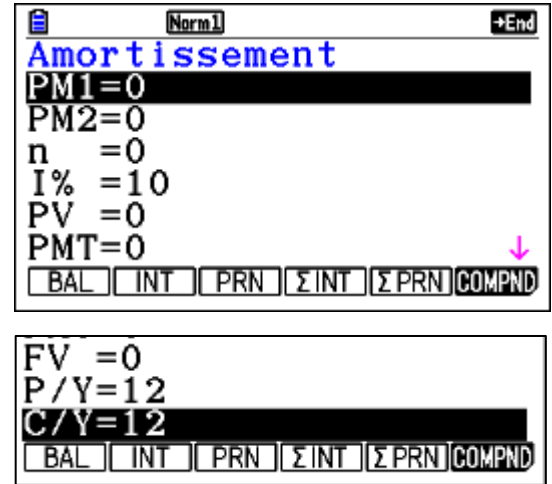 Norm1 →End
Amortissement
PM1=0
PM2=0
n =0
I% =10
PV =0
PMT=0 ↓
BAL INT PRN ΣINT ΣPRN COMPND
FV =0
P/Y=12
C/Y=12
BAL INT PRN ΣINT ΣPRN COMPND